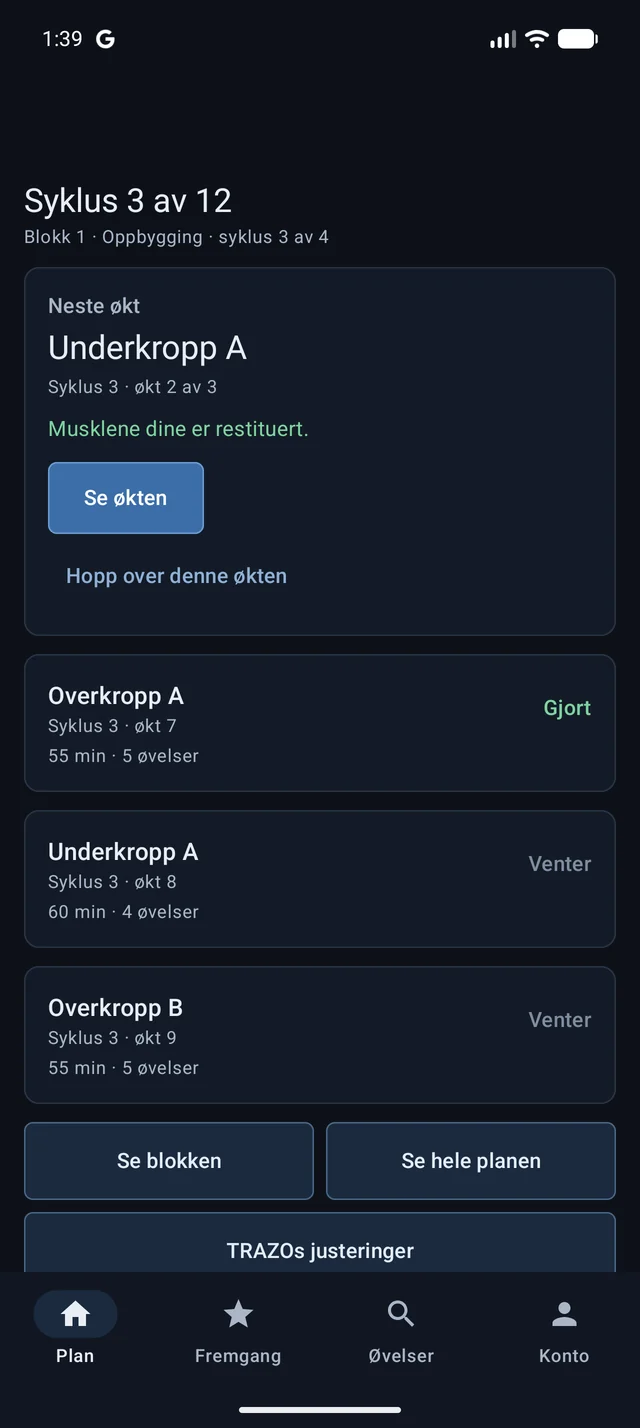 1:39 G
Syklus 3 av 12
Blokk 1 · Oppbygging · syklus 3 av 4
Neste økt
Underkropp A
Syklus 3 · økt 2 av 3
Musklene dine er restituert.
Se økten
Hopp over denne økten
Overkropp A
Gjort
Syklus 3 · økt 7
55 min · 5 øvelser
Underkropp A
Venter
Syklus 3 · økt 8
60 min · 4 øvelser
Overkropp B
Venter
Syklus 3 · økt 9
55 min · 5 øvelser
Se blokken
Se hele planen
TRAZOs justeringer
Plan
Fremgang
Øvelser
Konto